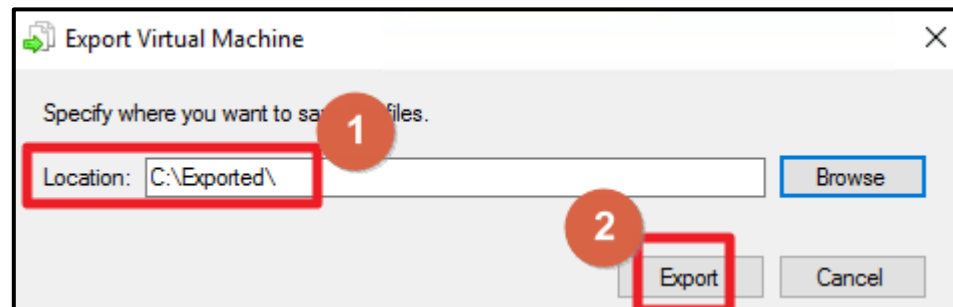 Export Virtual Machine
Specify where you want to sa files.
1
Location: C:\Exported\
Browse
2
Export
Cancel